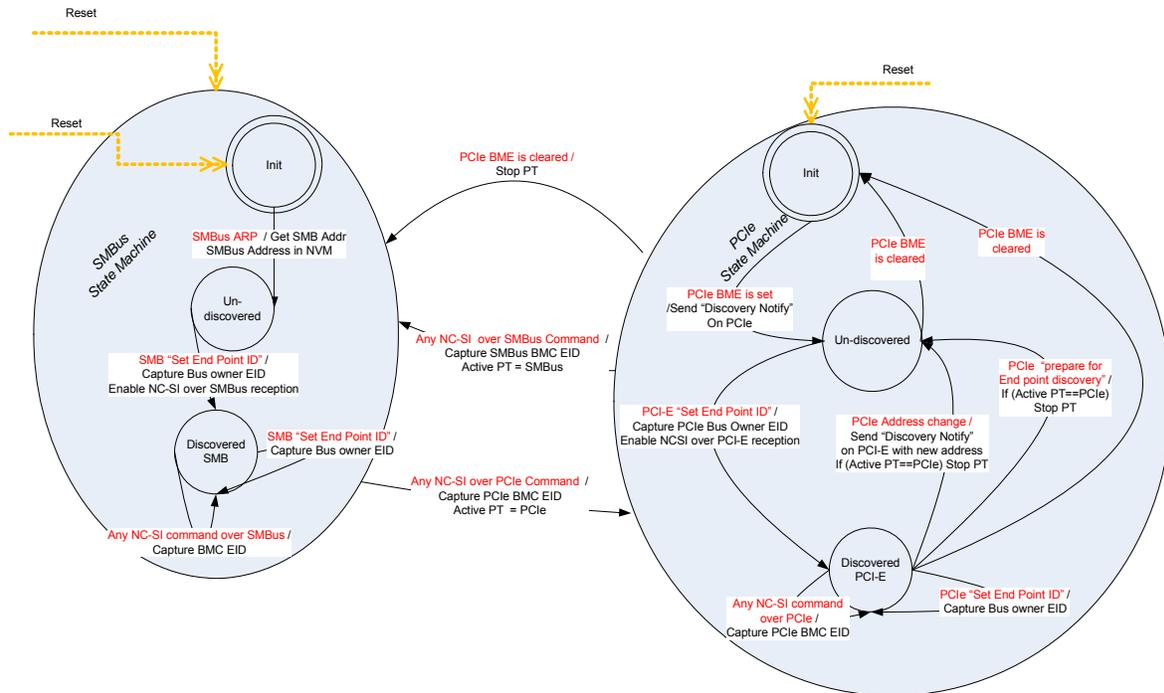 Reset
Reset
Init
SMBus
State Machine
SMBus ARP / Get SMB Addr
SMBus Address in NVM
Un-
discovered
SMB “Set End Point ID” /
Capture Bus owner EID
Enable NC-SI over SMBus reception
Discovered
SMB
SMB “Set End Point ID” /
Capture Bus owner EID
Any NC-SI command over SMBus /
Capture BMC EID
PCIe BME is cleared /
Stop PT
Any NC-SI over SMBus Command /
Capture SMBus BMC EID
Active PT = SMBus
Any NC-SI over PCIe Command /
Capture PCIe BMC EID
Active PT = PCIe
Reset
Init
PCIe
State Machine
PCIe BME
is cleared
PCIe BME is
cleared
PCIe BME is set
/Send “Discovery Notify”
On PCIe
Un-discovered
PCIe “prepare for
End point discovery” /
If (Active PT==PCIe)
Stop PT
PCI-E “Set End Point ID” /
Capture PCIe Bus Owner EID
Enable NCSI over PCI-E reception
PCIe Address change /
Send “Discovery Notify”
on PCI-E with new address
If (Active PT==PCIe) Stop PT
Discovered
PCI-E
Any NC-SI command
over PCIe /
Capture PCIe BMC EID
PCIe “Set End Point ID” /
Capture Bus owner EID